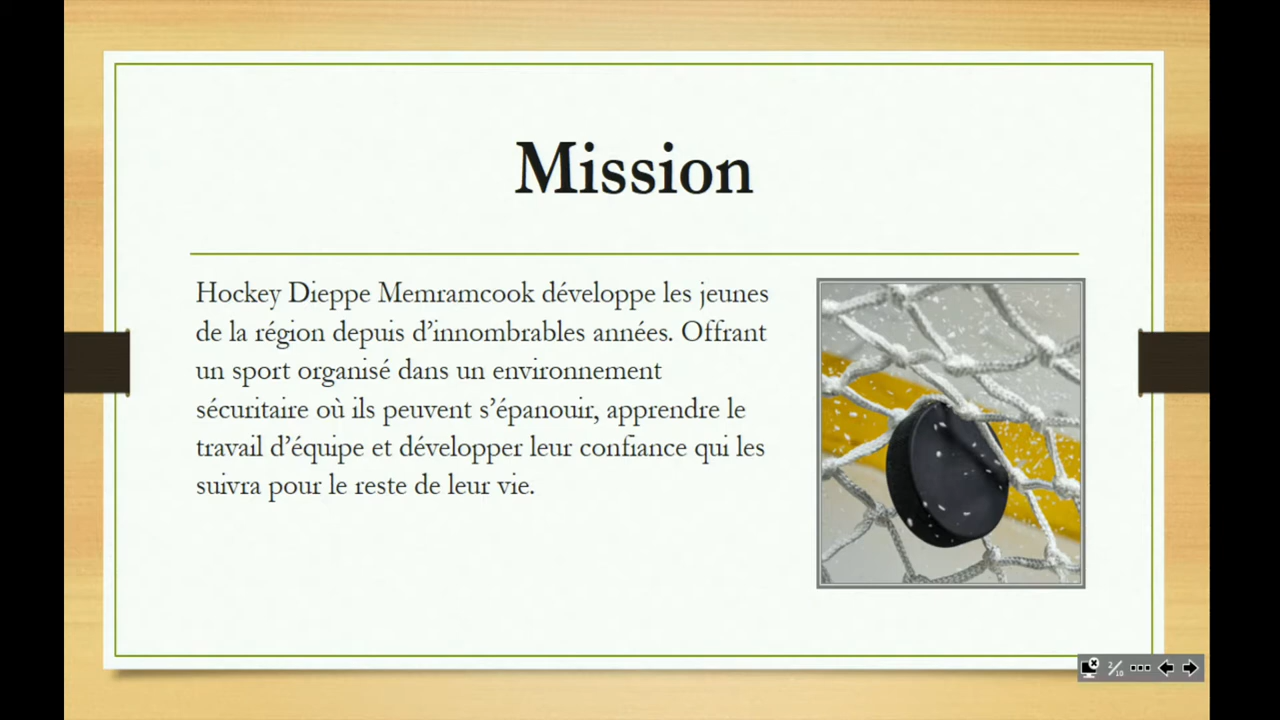 Mission
Hockey Dieppe Memramcook développe les jeunes
de la région depuis d’innombrables années. Offrant
un sport organisé dans un environnement
sécuritaire où ils peuvent s’épanouir, apprendre le
travail d’équipe et développer leur confiance qui les
suivra pour le reste de leur vie.
2/10